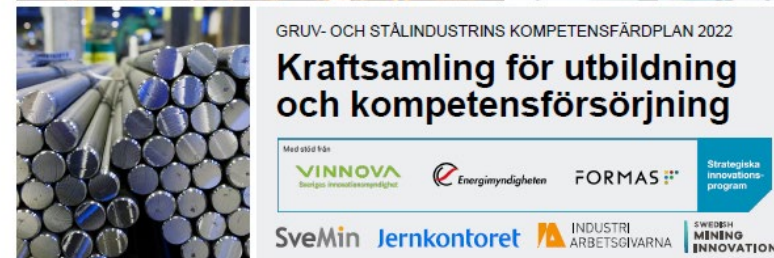 GRUV- OCH STÅLINDUSTRINS KOMPETENSFÄRDPLAN 2022
Kraftsamling för utbildning
och kompetensförsörjning
Med stöd från
VINNOVA
Sveriges innovationsmyndighet
Energimyndigheten
FORMAS
Strategiska
innovations-
program
SveMin
Jernkontoret
INDUSTRI
ARBETSGIVARNA
SWEDISH
MINING
INNOVATION